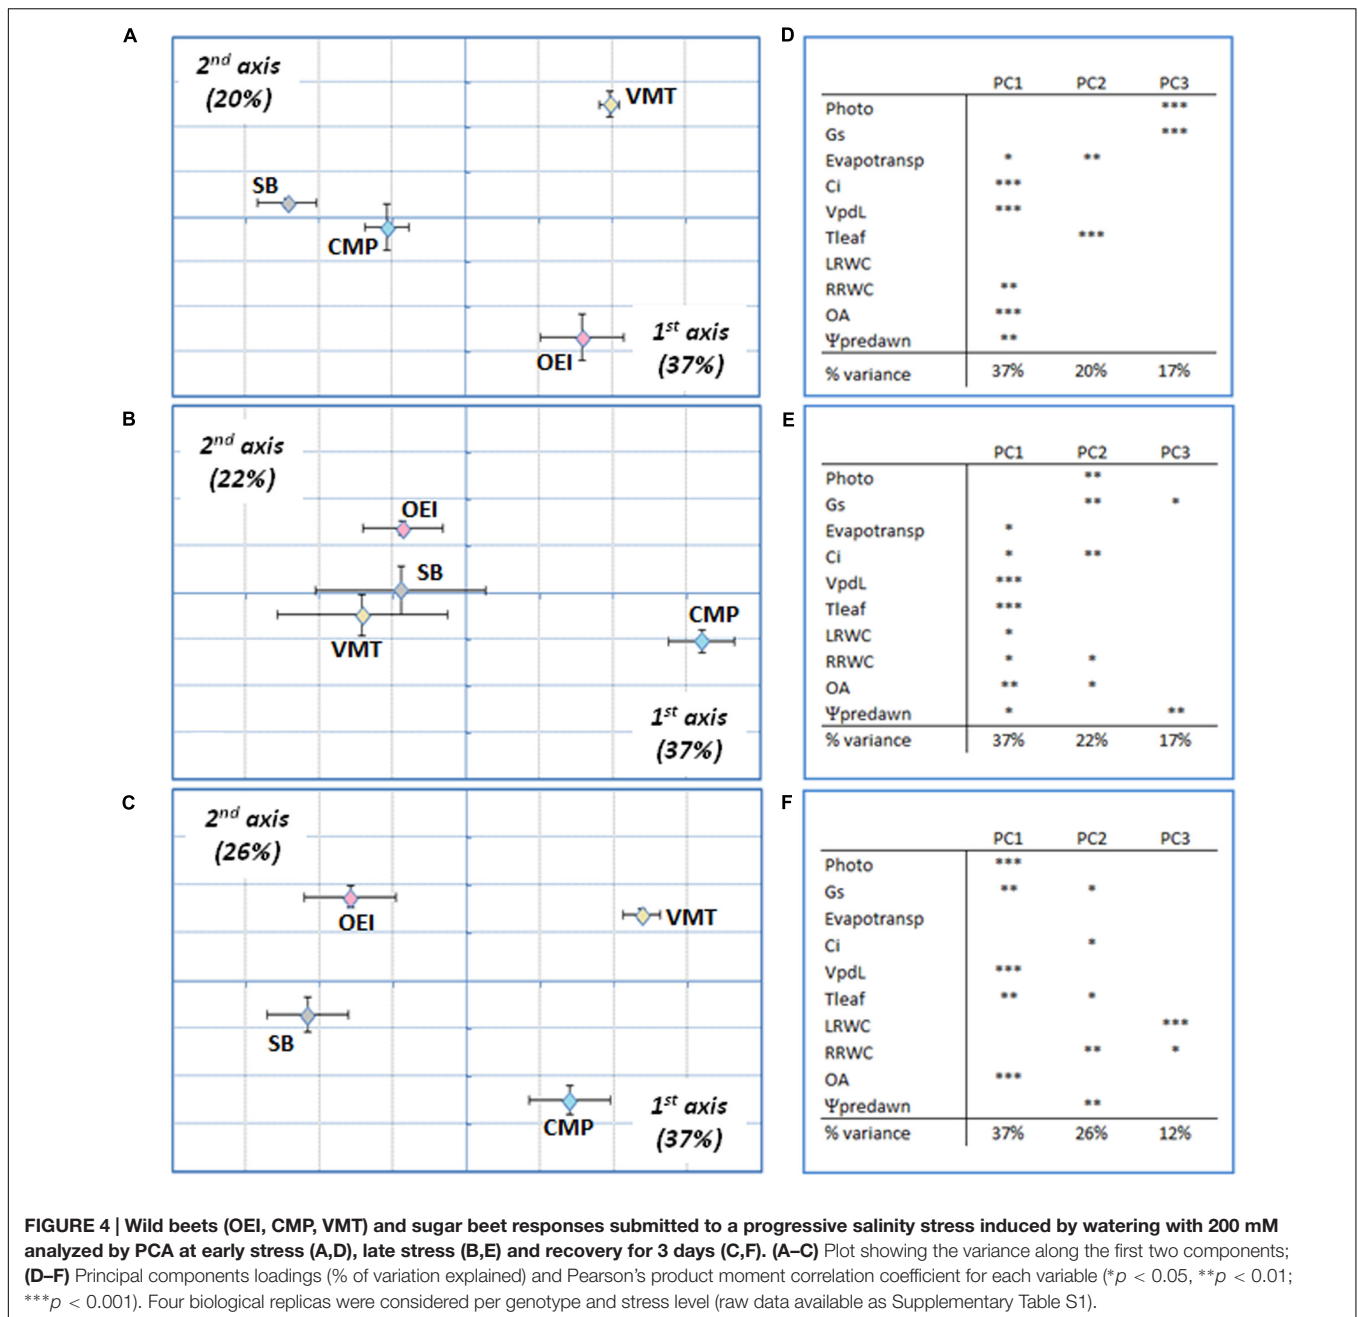 A
2nd axis
(20%)
VMT
SB
CMP
OEI
1st axis
(37%)
D
PC1 PC2 PC3
Photo ***
Gs ***
Evapotransp * **
Ci ***
VpdL ***
Tleaf ***
LRWC
RRWC **
OA ***
Ψpredawn **
% variance 37% 20% 17%
B
2nd axis
(22%)
OEI
SB
VMT
CMP
1st axis
(37%)
E
PC1 PC2 PC3
Photo **
Gs ** *
Evapotransp *
Ci * **
VpdL ***
Tleaf ***
LRWC *
RRWC * *
OA ** *
Ψpredawn * **
% variance 37% 22% 17%
C
2nd axis
(26%)
OEI
VMT
SB
CMP
1st axis
(37%)
F
PC1 PC2 PC3
Photo ***
Gs ** *
Evapotransp
Ci *
VpdL ***
Tleaf ** *
LRWC ***
RRWC ** *
OA ***
Ψpredawn **
% variance 37% 26% 12%
FIGURE 4 | Wild beets (OEI, CMP, VMT) and sugar beet responses submitted to a progressive salinity stress induced by watering with 200 mM
analyzed by PCA at early stress (A,D), late stress (B,E) and recovery for 3 days (C,F). (A–C) Plot showing the variance along the first two components;
(D–F) Principal components loadings (% of variation explained) and Pearson's product moment correlation coefficient for each variable (*p < 0.05, **p < 0.01;
***p < 0.001). Four biological replicas were considered per genotype and stress level (raw data available as Supplementary Table S1).